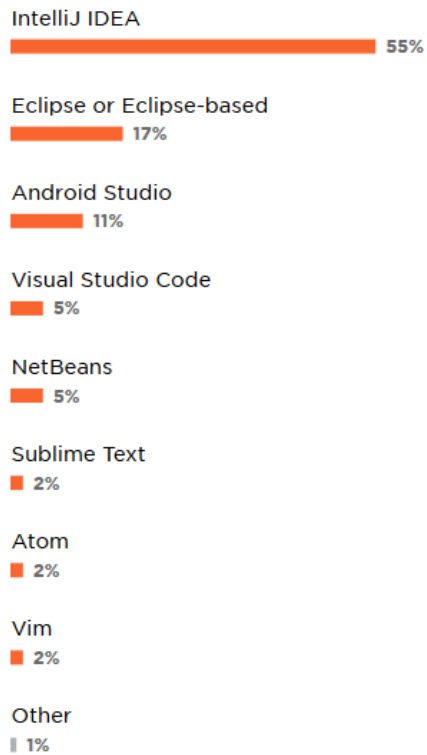 IntelliJ IDEA
55%
Eclipse or Eclipse-based
17%
Android Studio
11%
Visual Studio Code
5%
NetBeans
5%
Sublime Text
2%
Atom
2%
Vim
2%
Other
1%